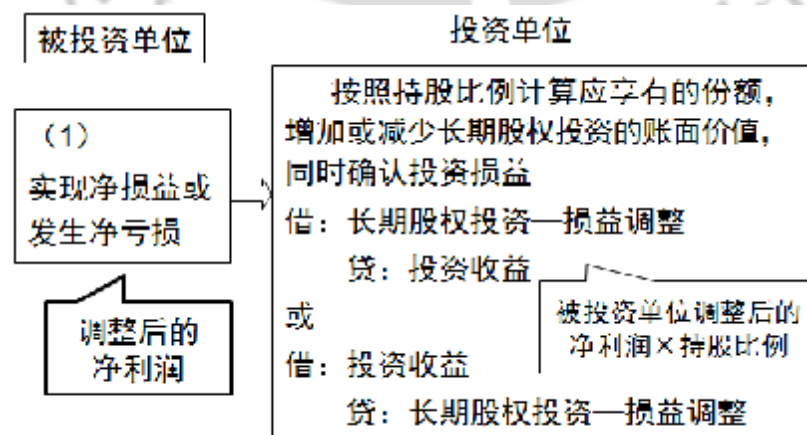 被投资单位
投资单位
（1）
实现净损益或
发生净亏损
调整后的
净利润
按照持股比例计算应享有的份额，
增加或减少长期股权投资的账面价值，
同时确认投资损益
借：长期股权投资—损益调整
贷：投资收益
或
借：投资收益
贷：长期股权投资—损益调整
被投资单位调整后的
净利润×持股比例